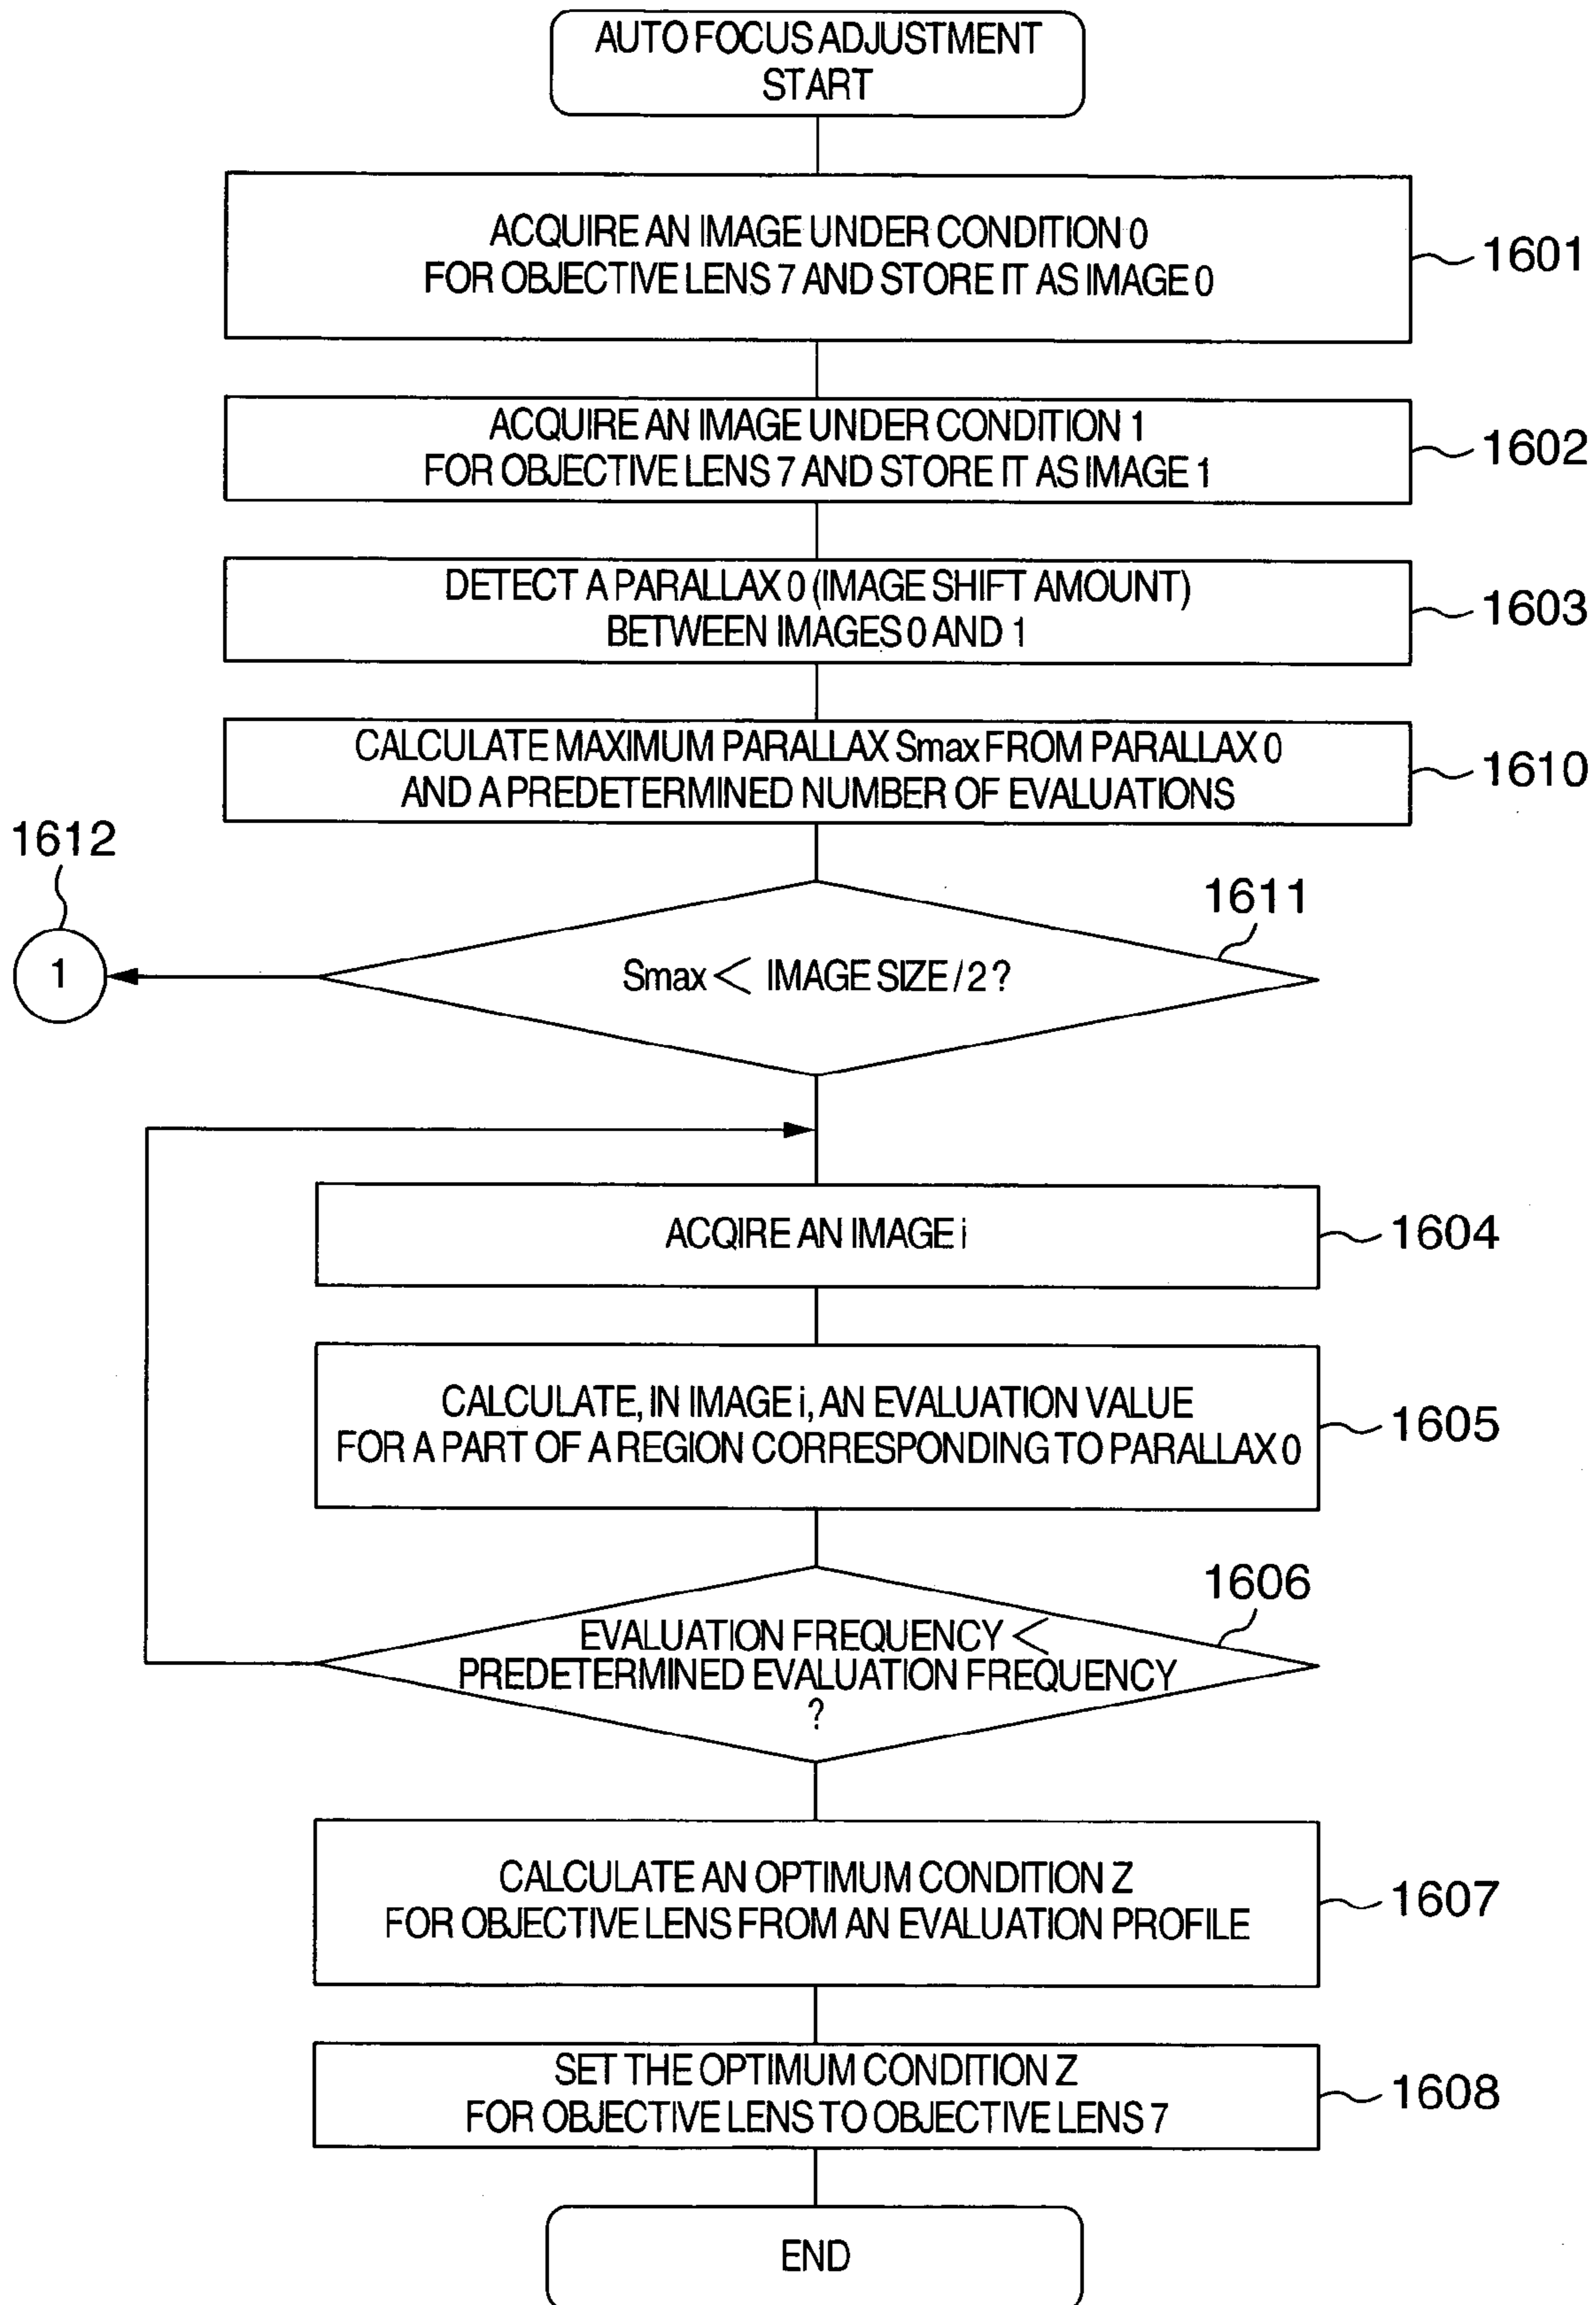 AUTO FOCUS ADJUSTMENT
START
ACQUIRE AN IMAGE UNDER CONDITION 0
FOR OBJECTIVE LENS 7 AND STORE IT AS IMAGE 0
1601
ACQUIRE AN IMAGE UNDER CONDITION 1
FOR OBJECTIVE LENS 7 AND STORE IT AS IMAGE 1
1602
DETECT A PARALLAX 0 (IMAGE SHIFT AMOUNT)
BETWEEN IMAGES 0 AND 1
1603
CALCULATE MAXIMUM PARALLAX Smax FROM PARALLAX 0
AND A PREDETERMINED NUMBER OF EVALUATIONS
1610
1612
1
1611
Smax < IMAGE SIZE / 2 ?
ACQIRE AN IMAGE i
1604
CALCULATE, IN IMAGE i, AN EVALUATION VALUE
FOR A PART OF A REGION CORRESPONDING TO PARALLAX 0
1605
1606
EVALUATION FREQUENCY <
PREDETERMINED EVALUATION FREQUENCY
?
CALCULATE AN OPTIMUM CONDITION Z
FOR OBJECTIVE LENS FROM AN EVALUATION PROFILE
1607
SET THE OPTIMUM CONDITION Z
FOR OBJECTIVE LENS TO OBJECTIVE LENS 7
1608
END